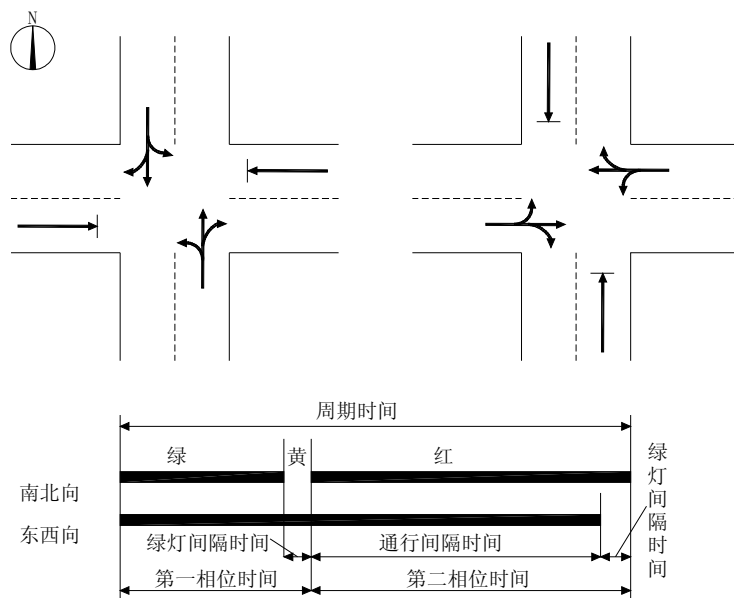 N
周期时间
绿 黄 红
南北向
东西向
绿灯间隔时间
绿灯间隔时间 通行间隔时间
第一相位时间 第二相位时间